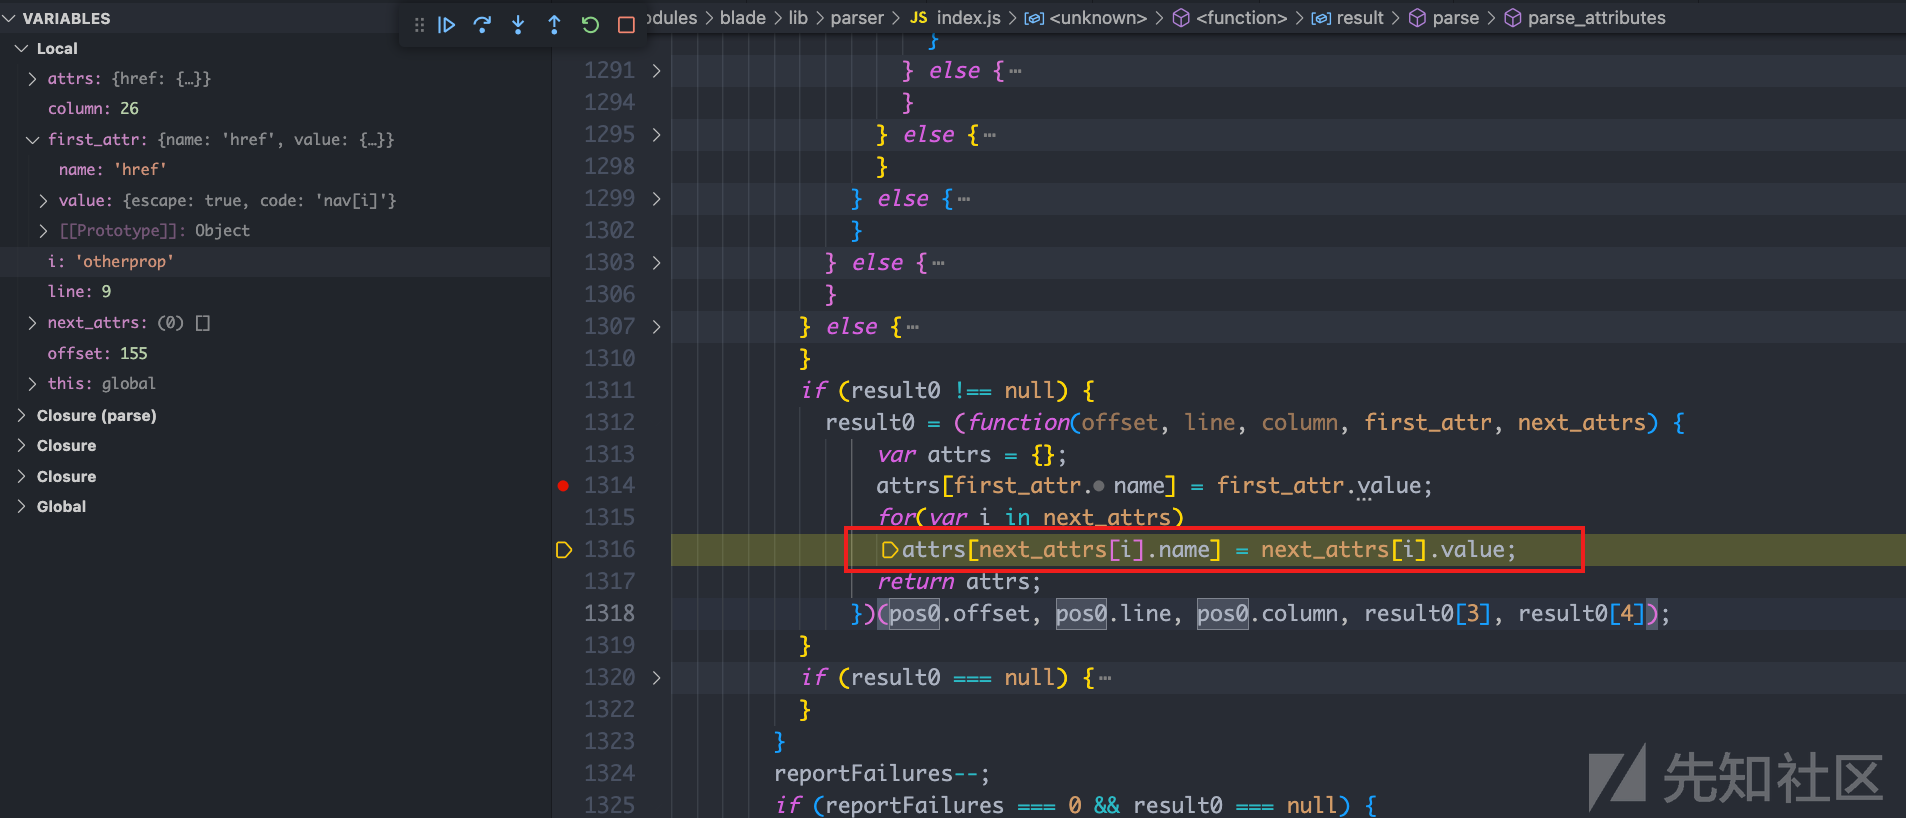 VARIABLES
Local
attrs: {href: {…}}
column: 26
first_attr: {name: 'href', value: {…}}
name: 'href'
value: {escape: true, code: 'nav[i]'}
[[Prototype]]: Object
i: 'otherprop'
line: 9
next_attrs: (0) []
offset: 155
this: global
Closure (parse)
Closure
Closure
Global
odules > blade > lib > parser > JS index.js > <unknown> > <function> > result > parse > parse_attributes
}
1291 } else {…
1294 }
1295 } else {…
1298 }
1299 } else {…
1302 }
1303 } else {…
1306 }
1307 } else {…
1310 }
1311 if (result0 !== null) {
1312 result0 = (function(offset, line, column, first_attr, next_attrs) {
1313 var attrs = {};
1314 attrs[first_attr. name] = first_attr.value;
1315 for(var i in next_attrs)
1316 attrs[next_attrs[i].name] = next_attrs[i].value;
1317 return attrs;
1318 })(pos0.offset, pos0.line, pos0.column, result0[3], result0[4]);
1319 }
1320 if (result0 === null) {…
1322 }
1323 }
1324 reportFailures--;
1325 if (reportFailures === 0 && result0 === null) {
先知社区